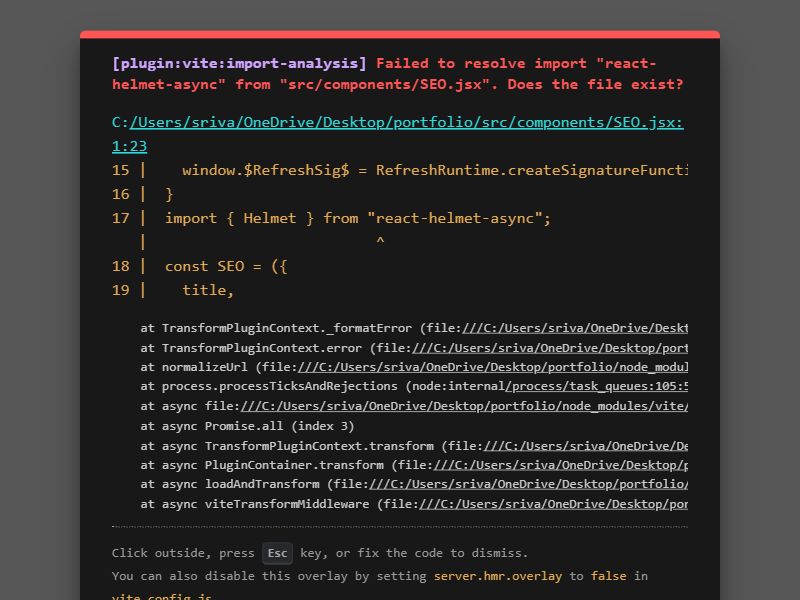 [plugin:vite:import-analysis] Failed to resolve import "react-
helmet-async" from "src/components/SEO.jsx". Does the file exist?
C:/Users/sriva/OneDrive/Desktop/portfolio/src/components/SEO.jsx:
1:23
15 |    window.$RefreshSig$ = RefreshRuntime.createSignatureFuncti
16 |  }
17 |  import { Helmet } from "react-helmet-async";
   |                          ^
18 |  const SEO = ({
19 |    title,
at TransformPluginContext._formatError (file:///C:/Users/sriva/OneDrive/Deskt
at TransformPluginContext.error (file:///C:/Users/sriva/OneDrive/Desktop/port
at normalizeUrl (file:///C:/Users/sriva/OneDrive/Desktop/portfolio/node_modul
at process.processTicksAndRejections (node:internal/process/task_queues:105:5
at async file:///C:/Users/sriva/OneDrive/Desktop/portfolio/node_modules/vite/
at async Promise.all (index 3)
at async TransformPluginContext.transform (file:///C:/Users/sriva/OneDrive/De
at async PluginContainer.transform (file:///C:/Users/sriva/OneDrive/Desktop/p
at async loadAndTransform (file:///C:/Users/sriva/OneDrive/Desktop/portfolio/
at async viteTransformMiddleware (file:///C:/Users/sriva/OneDrive/Desktop/por
Click outside, press Esc key, or fix the code to dismiss.
You can also disable this overlay by setting server.hmr.overlay to false in
vite.config.js